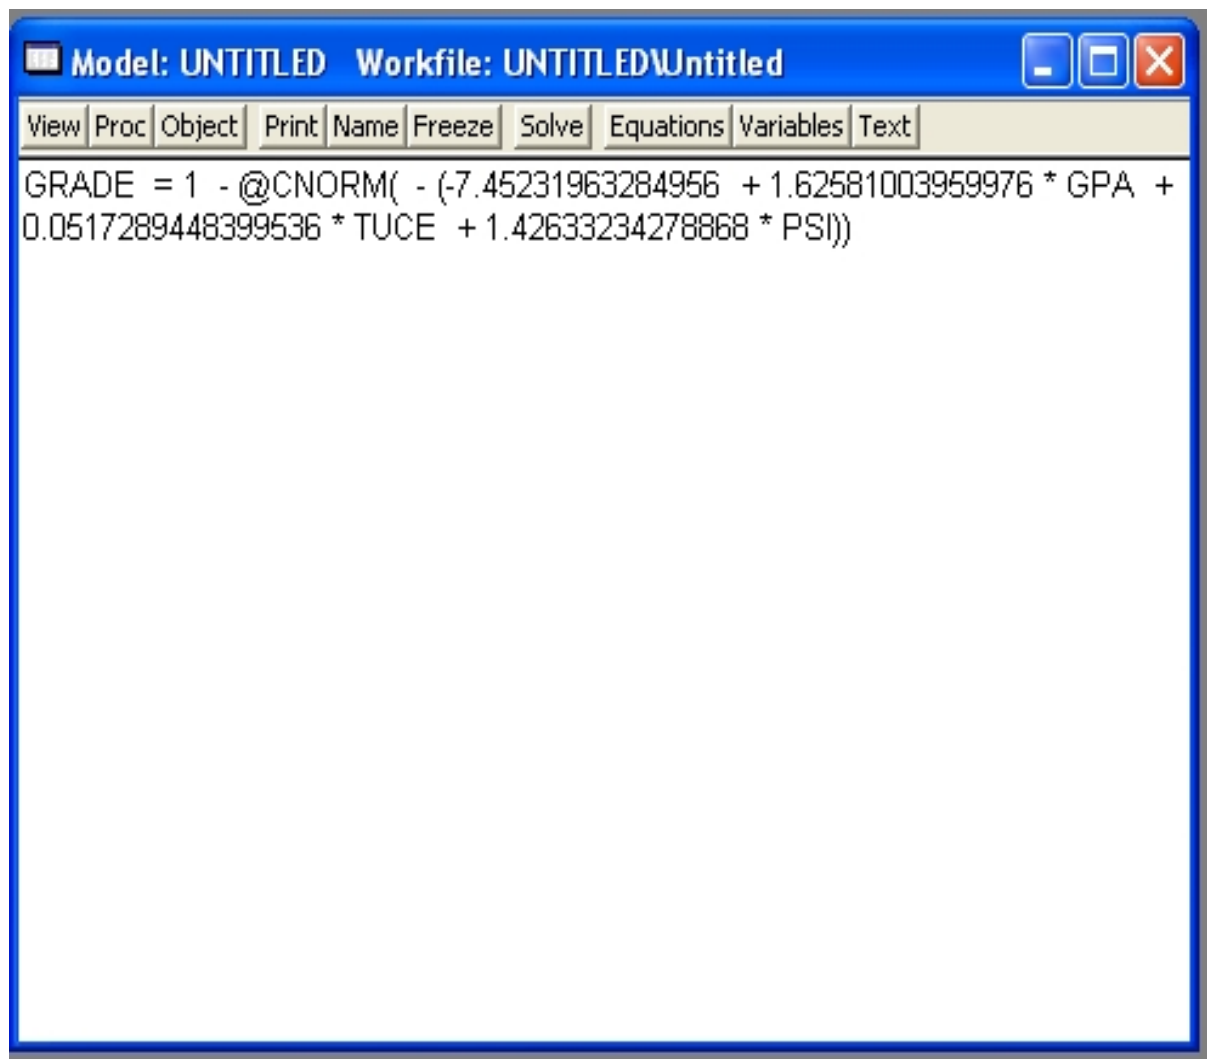 Model: UNTITLED Workfile: UNTITLED\Untitled
View Proc Object Print Name Freeze Solve Equations Variables Text
GRADE = 1 - @CNORM( - (-7.45231963284956 + 1.62581003959976 * GPA +
0.0517289448399536 * TUCE + 1.42633234278868 * PSI))